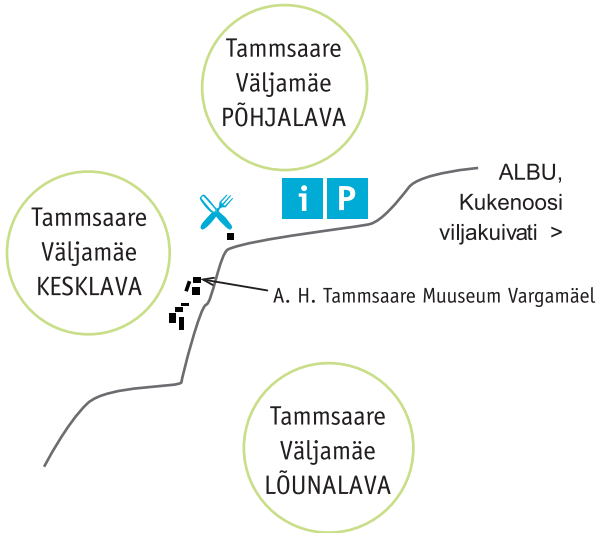 Tammsaare
Väljamäe
PÕHJALAVA
i P
ALBU,
Kukenoosi
viljakuivati >
Tammsaare
Väljamäe
KESKLAVA
A. H. Tammsaare Muuseum Vargamäel
Tammsaare
Väljamäe
LÕUNALAVA